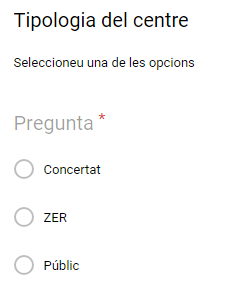 Tipologia del centre
Seleccioneu una de les opcions
Pregunta *
Concertat
ZER
Públic